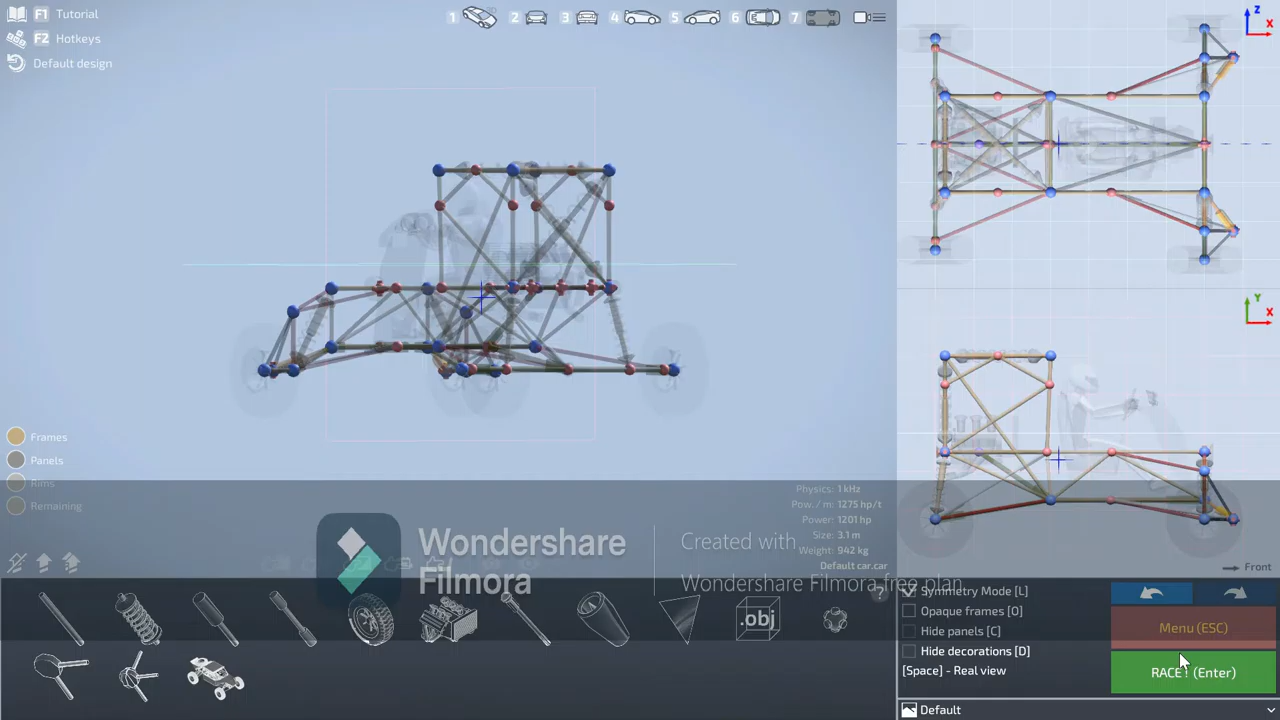 F1 Tutorial
F2 Hotkeys
Default design
1 2 3 4 5 6 7
Z
X
Y
X
Frames
Panels
Rims
Remaining
Physics: 1 kHz
Pow. / m: 1275 hp/t
Power: 1201 hp
Size: 3.1 m
Weight: 942 kg
Default car.car
Front
Wondershare
Filmora
Created with
Wondershare Filmora free plan
?
.obj
Symmetry Mode [L]
Opaque frames [O]
Hide panels [C]
Hide decorations [D]
[Space] - Real view
Menu (ESC)
RACE ! (Enter)
Default